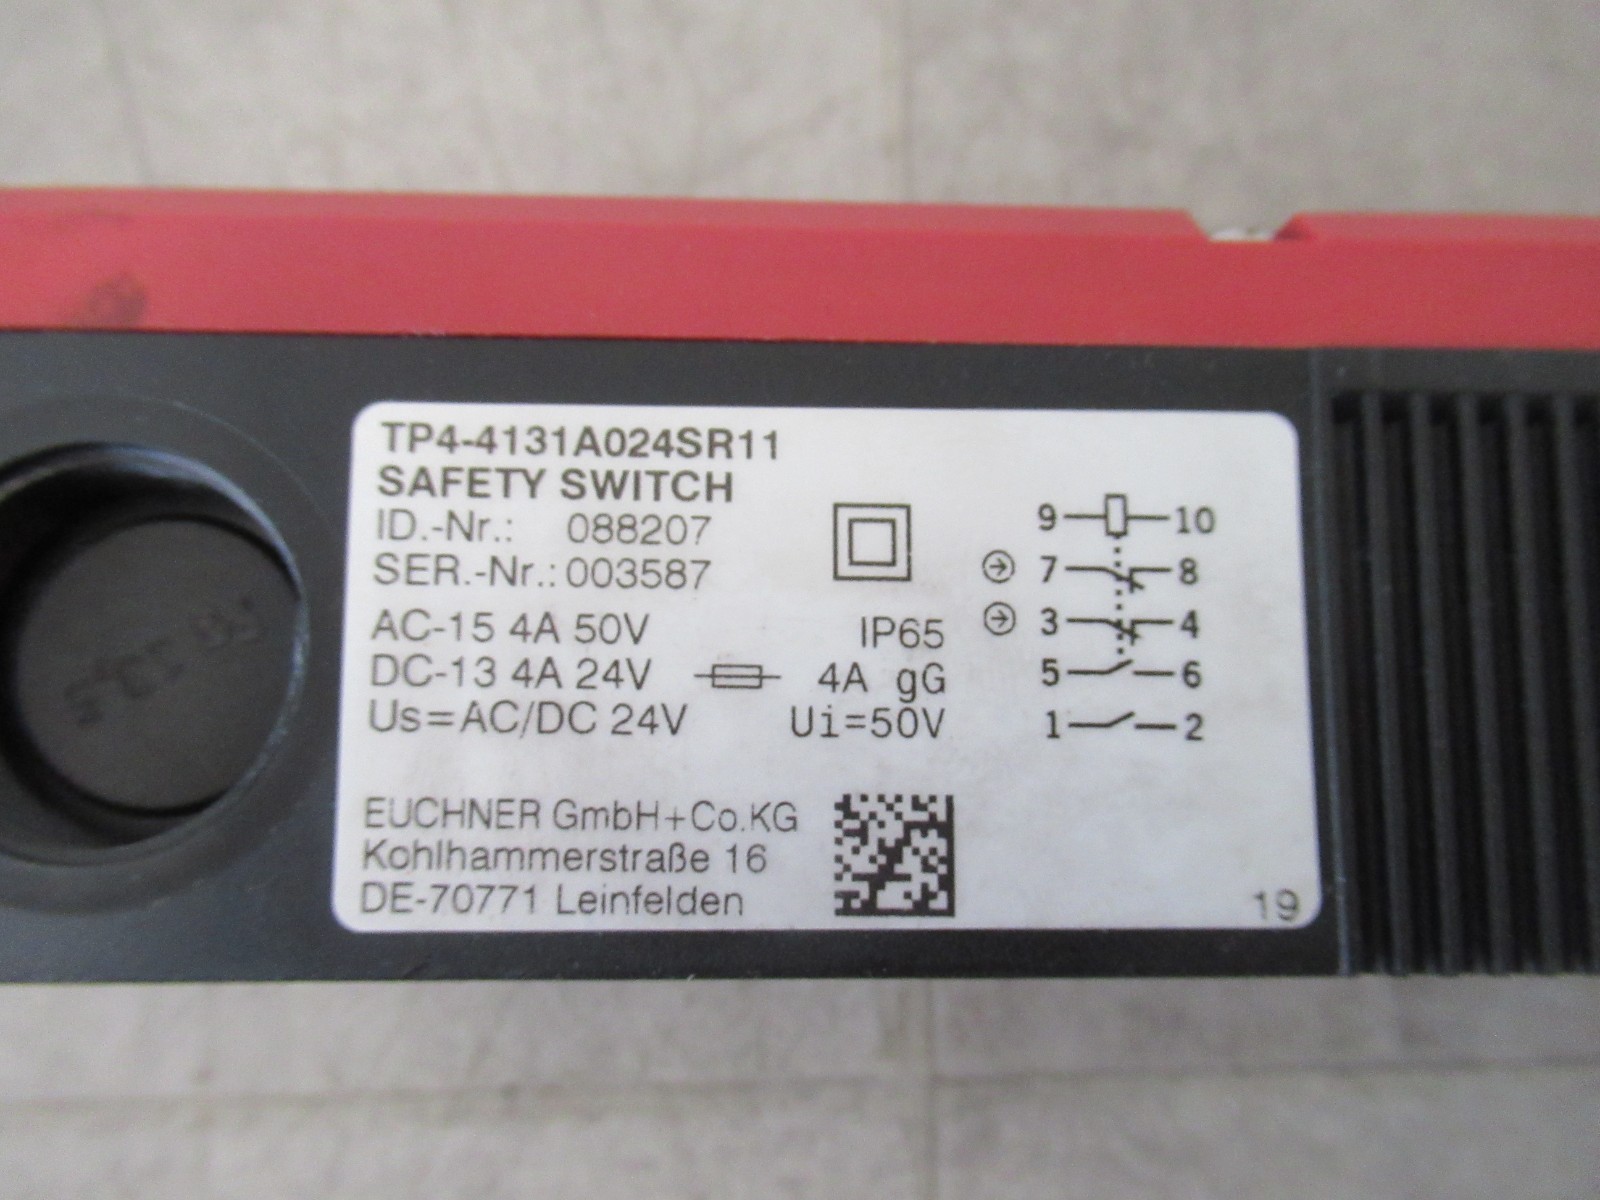 TP4-4131A024SR11
SAFETY SWITCH
ID.-Nr.: 088207
SER.-Nr.: 003587
AC-15 4A 50V IP65
DC-13 4A 24V 4A gG
Us=AC/DC 24V Ui=50V
9 10
7 8
3 4
5 6
1 2
EUCHNER GmbH+Co.KG
Kohlhammerstraße 16
DE-70771 Leinfelden
19